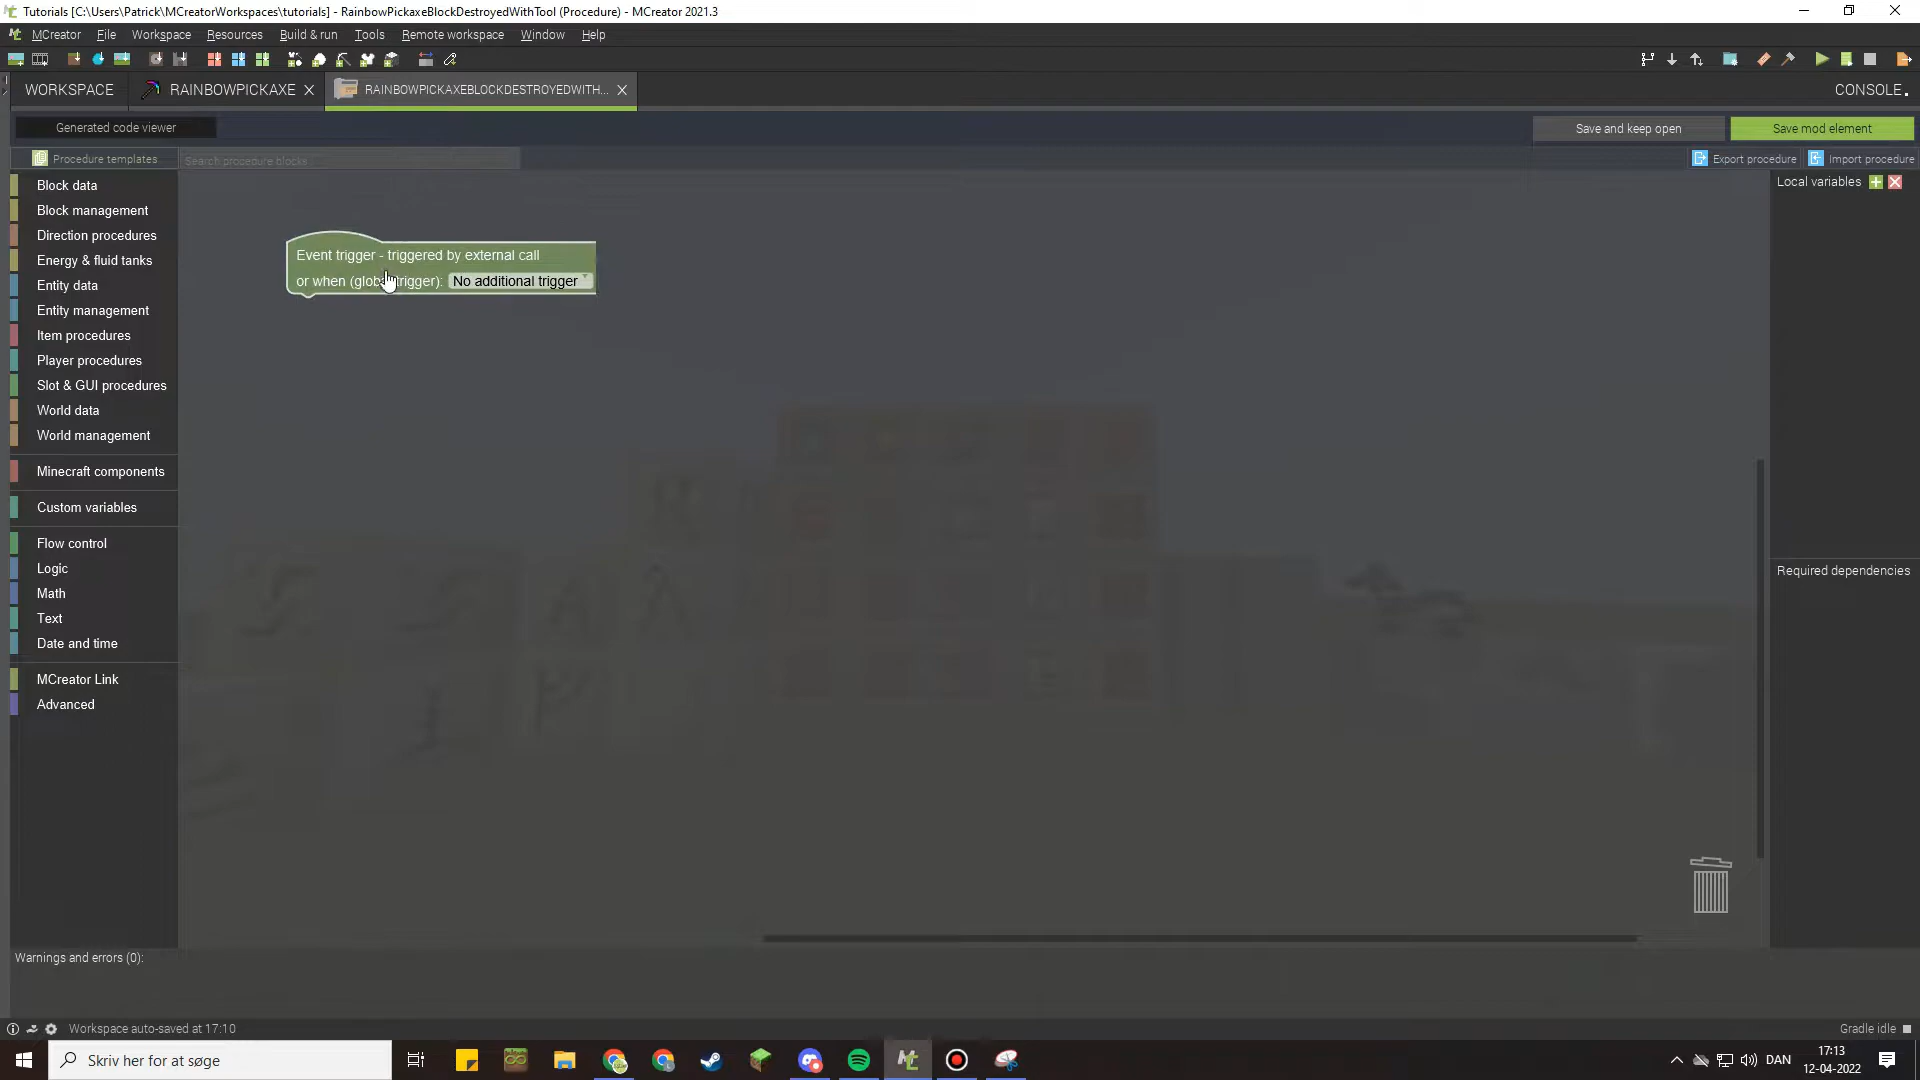 Tutorials [C:\Users\Patrick\MCreatorWorkspaces\tutorials] - RainbowPickaxeBlockDestroyedWithTool (Procedure) - MCreator 2021.3
MCreator File Workspace Resources Build & run Tools Remote workspace Window Help
WORKSPACE RAINBOWPICKAXE RAINBOWPICKAXEBLOCKDESTROYEDWITH... CONSOLE
Generated code viewer Save and keep open Save mod element
Procedure templates Search procedure blocks Export procedure Import procedure
Local variables
Block data
Block management
Direction procedures
Energy & fluid tanks
Entity data
Entity management
Item procedures
Player procedures
Slot & GUI procedures
World data
World management
Minecraft components
Custom variables
Flow control
Logic
Math
Text
Date and time
MCreator Link
Advanced
Event trigger - triggered by external call
or when (global trigger): No additional trigger
Required dependencies
Warnings and errors (0):
Workspace auto-saved at 17:10 Gradle idle
Skriv her for at søge DAN 17:13
12-04-2022